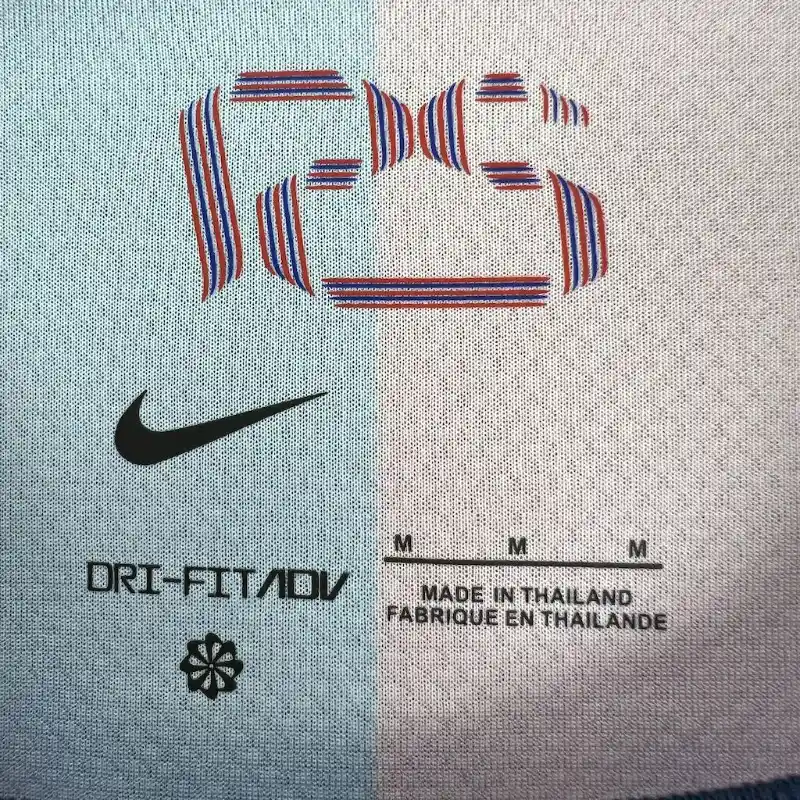 M M M
DRI-FIT ADV
MADE IN THAILAND
FABRIQUE EN THAILANDE